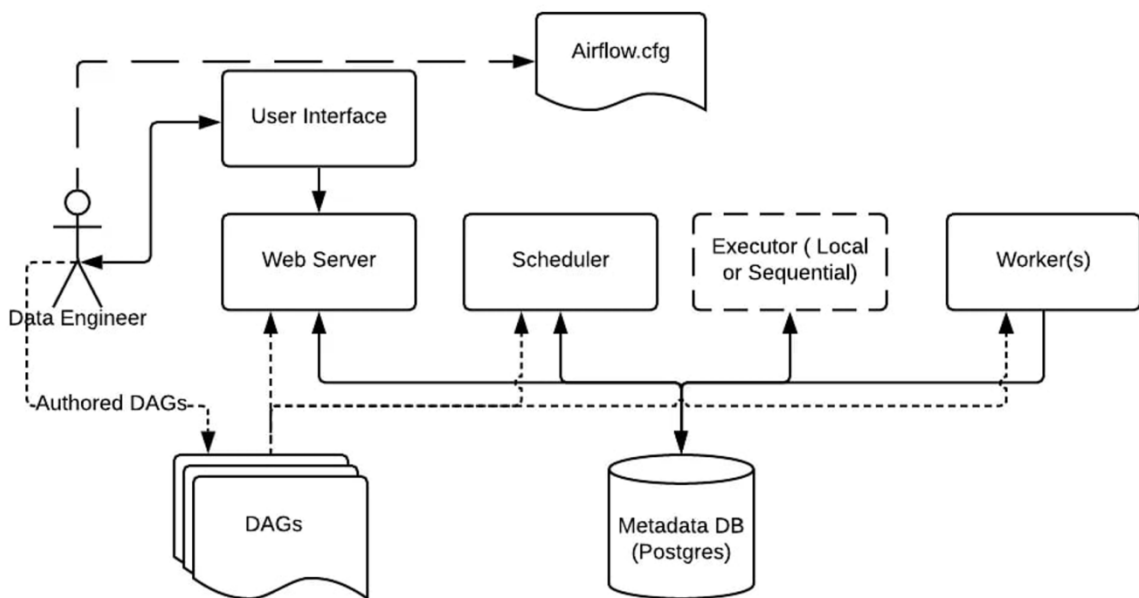 Airflow.cfg
User Interface
Web Server
Scheduler
Executor ( Local
or Sequential)
Worker(s)
Data Engineer
Authored DAGs
DAGs
Metadata DB
(Postgres)